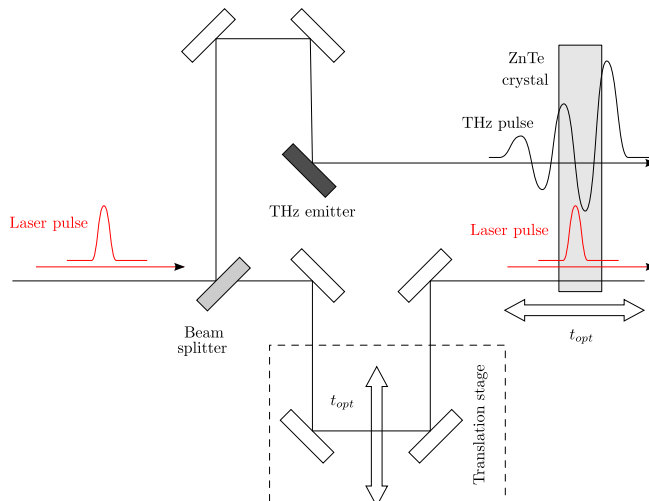 ZnTe
crystal
THz pulse
THz emitter
Laser pulse
Laser pulse
Beam
splitter
t_opt
t_opt
Translation stage